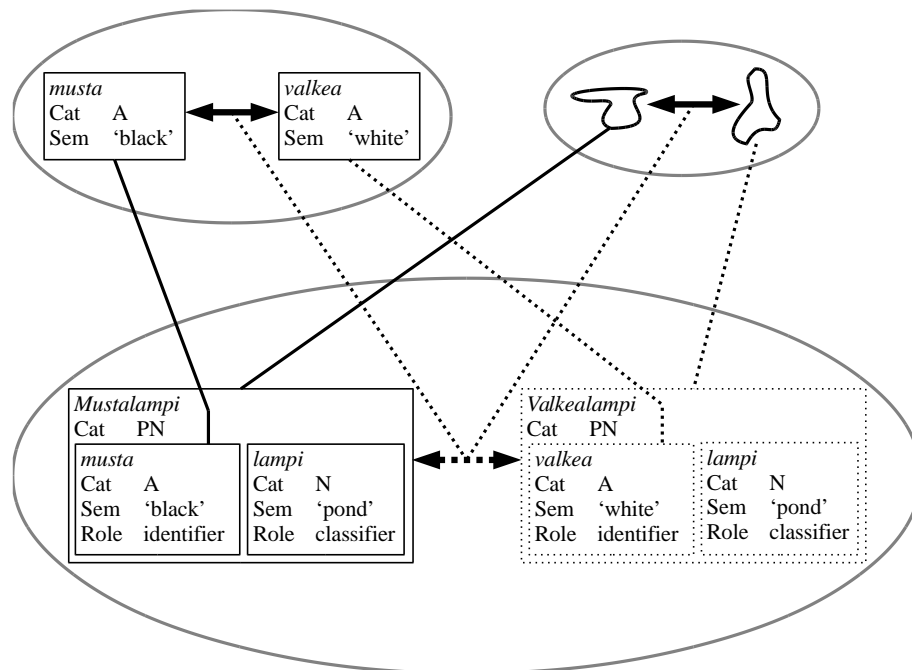 musta
Cat A
Sem ‘black’
valkea
Cat A
Sem ‘white’
Mustalampi
Cat PN
musta
Cat A
Sem ‘black’
Role identifier
lampi
Cat N
Sem ‘pond’
Role classifier
Valkealampi
Cat PN
valkea
Cat A
Sem ‘white’
Role identifier
lampi
Cat N
Sem ‘pond’
Role classifier